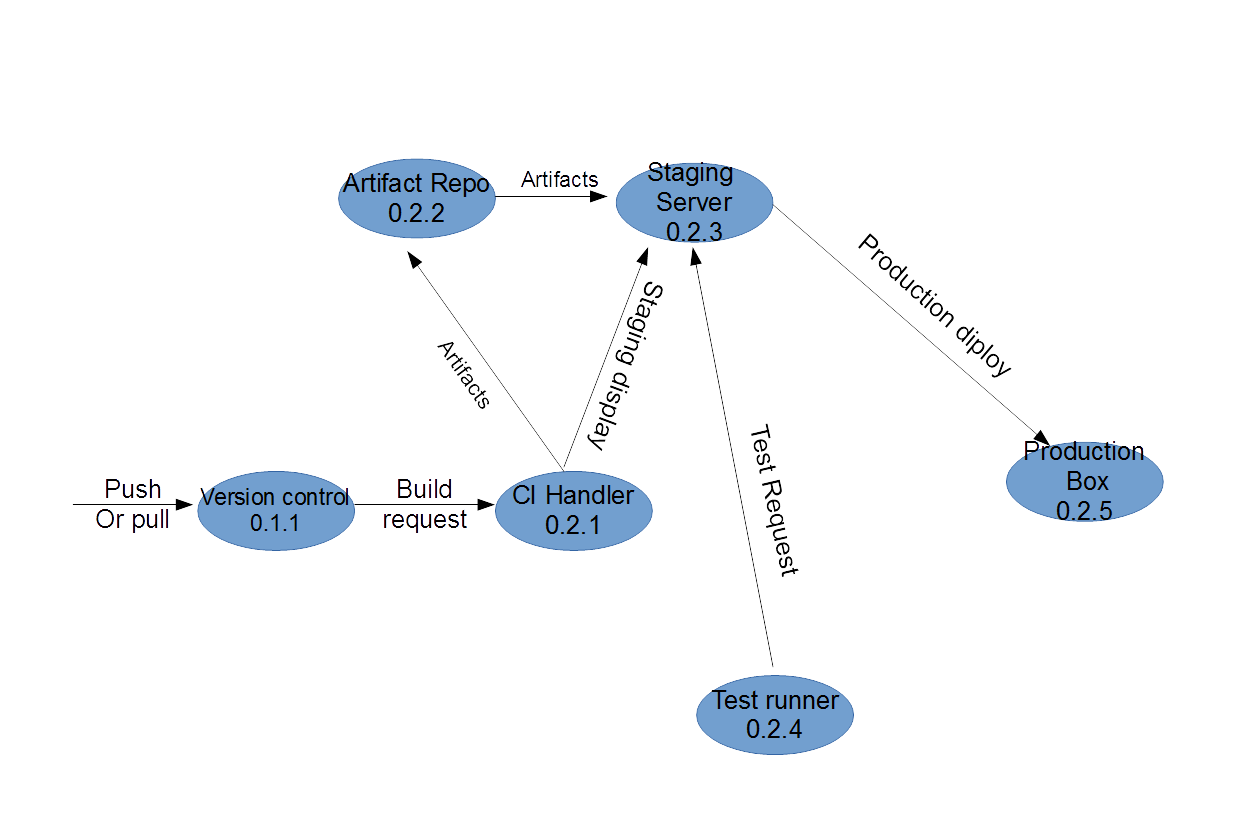 Artifact Repo
0.2.2
Artifacts
Staging
Server
0.2.3
Production diploy
Artifacts
Staging display
Push
Or pull
Version control
0.1.1
Build
request
CI Handler
0.2.1
Test Request
Production
Box
0.2.5
Test runner
0.2.4